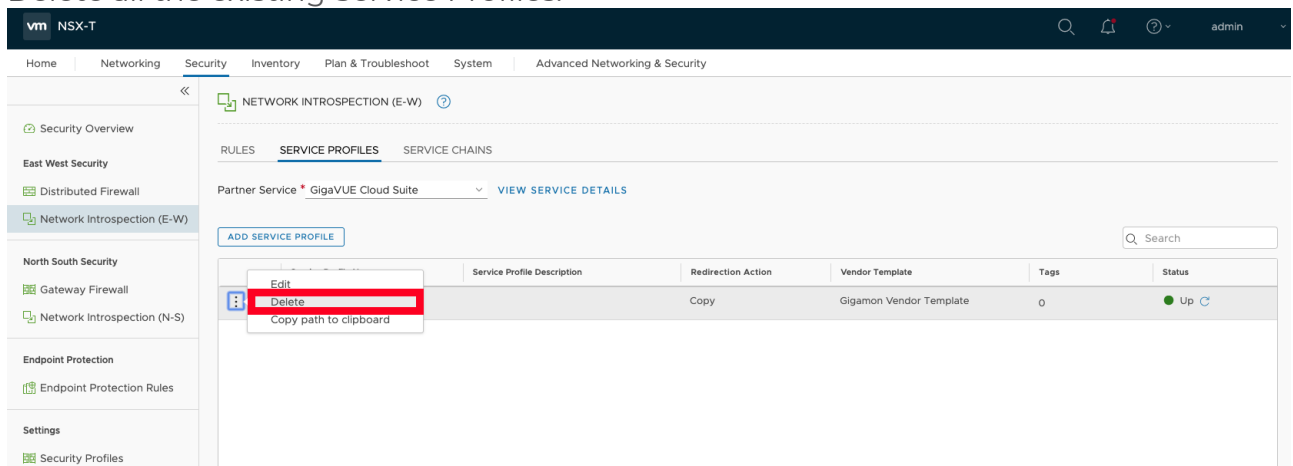 Delete all the existing Service Profiles.
vm NSX-T
admin
Home Networking Security Inventory Plan & Troubleshoot System Advanced Networking & Security
NETWORK INTROSPECTION (E-W)
Security Overview
RULES SERVICE PROFILES SERVICE CHAINS
East West Security
Distributed Firewall
Partner Service * GigaVUE Cloud Suite VIEW SERVICE DETAILS
Network Introspection (E-W)
ADD SERVICE PROFILE
Search
North South Security
Service Profile Description Redirection Action Vendor Template Tags Status
Edit
Gateway Firewall
Delete
Copy Gigamon Vendor Template 0 Up
Network Introspection (N-S)
Copy path to clipboard
Endpoint Protection
Endpoint Protection Rules
Settings
Security Profiles